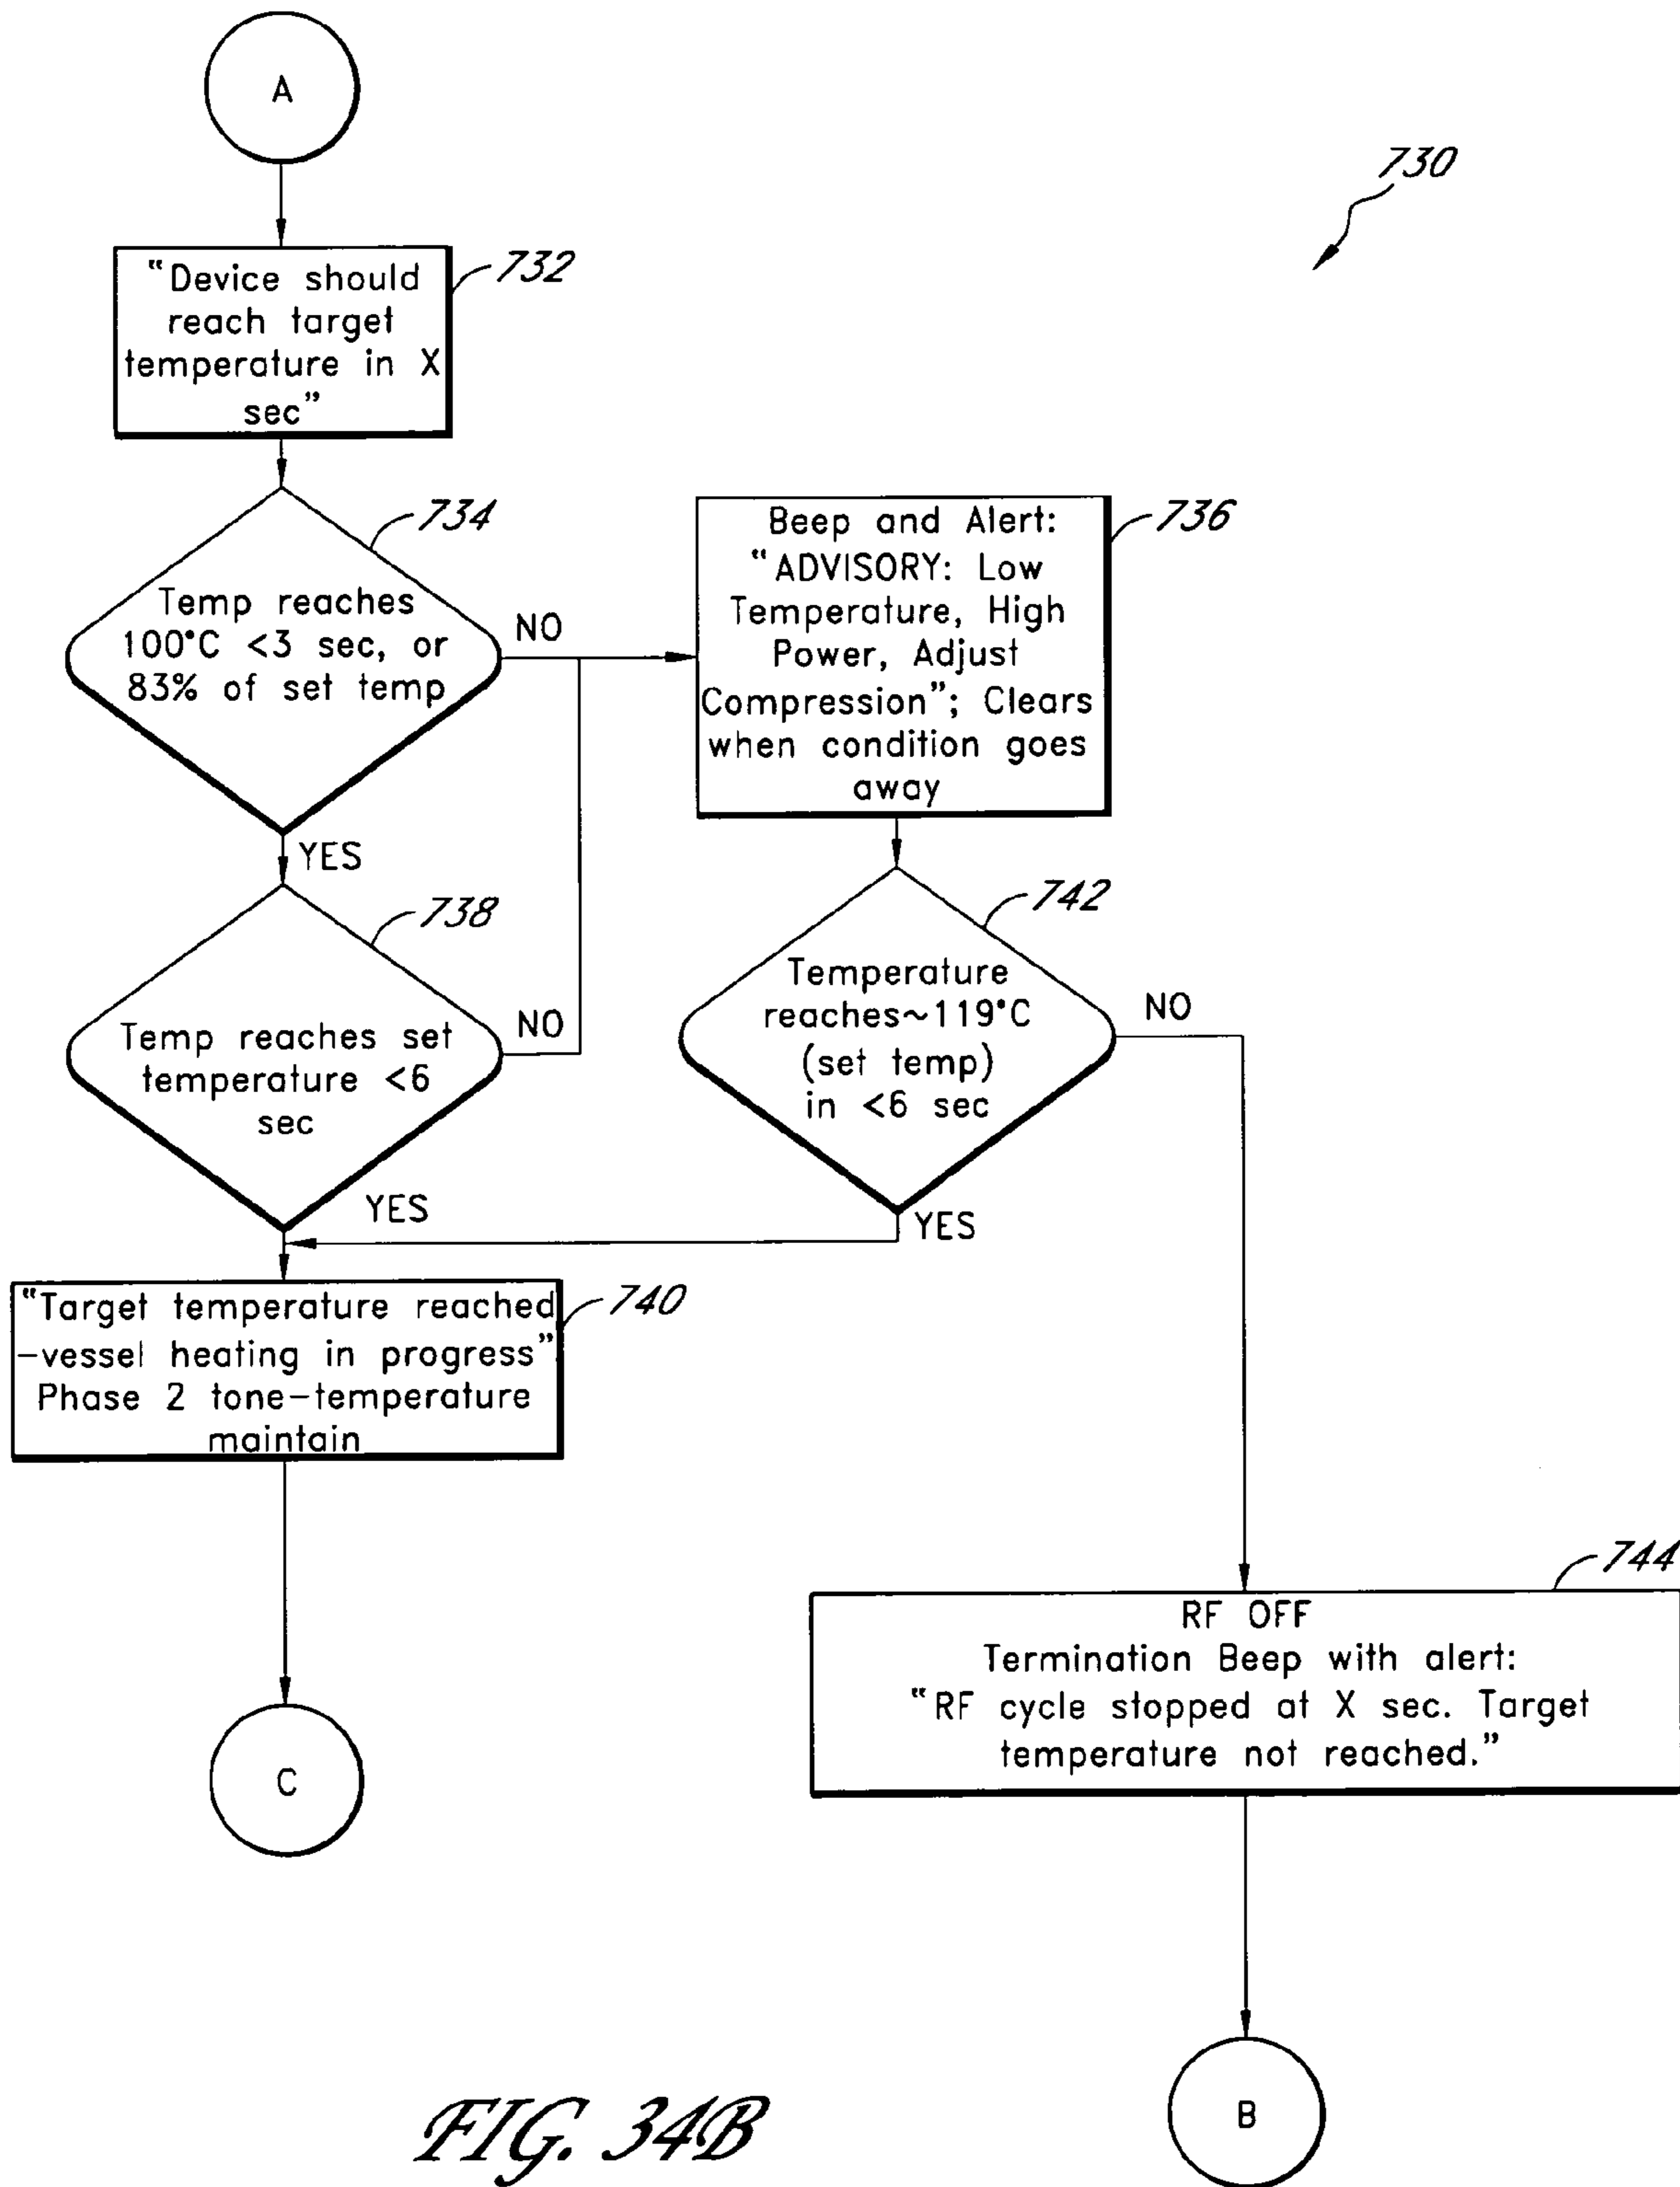 A
730
"Device should
reach target
temperature in X
sec"
732
734
Temp reaches
100°C <3 sec, or
83% of set temp
NO
YES
Beep and Alert:
"ADVISORY: Low
Temperature, High
Power, Adjust
Compression"; Clears
when condition goes
away
736
738
Temp reaches set
temperature <6
sec
NO
YES
742
Temperature
reaches~119°C
(set temp)
in <6 sec
NO
YES
"Target temperature reached
-vessel heating in progress"
Phase 2 tone-temperature
maintain
740
C
744
RF OFF
Termination Beep with alert:
"RF cycle stopped at X sec. Target
temperature not reached."
B
FIG. 34B